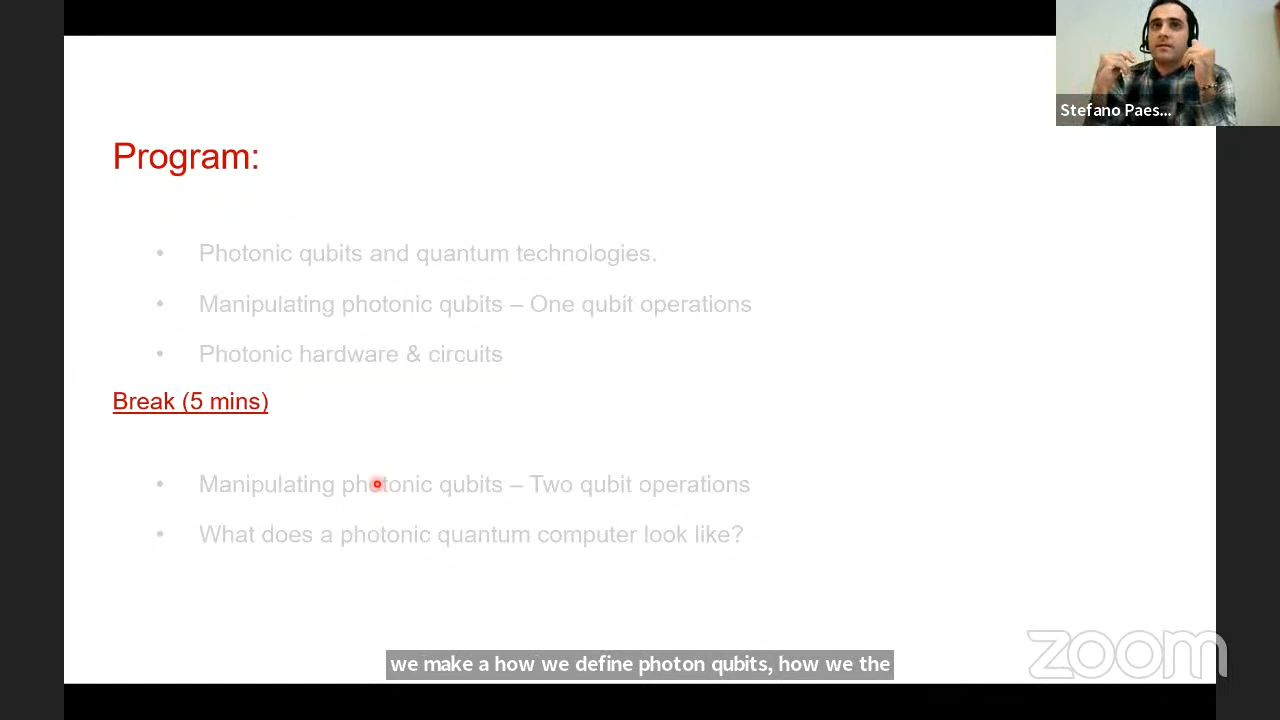 Stefano Paes...
Program:
• Photonic qubits and quantum technologies.
• Manipulating photonic qubits – One qubit operations
• Photonic hardware & circuits
Break (5 mins)
• Manipulating photonic qubits – Two qubit operations
• What does a photonic quantum computer look like?
we make a how we define photon qubits, how we the
zoom